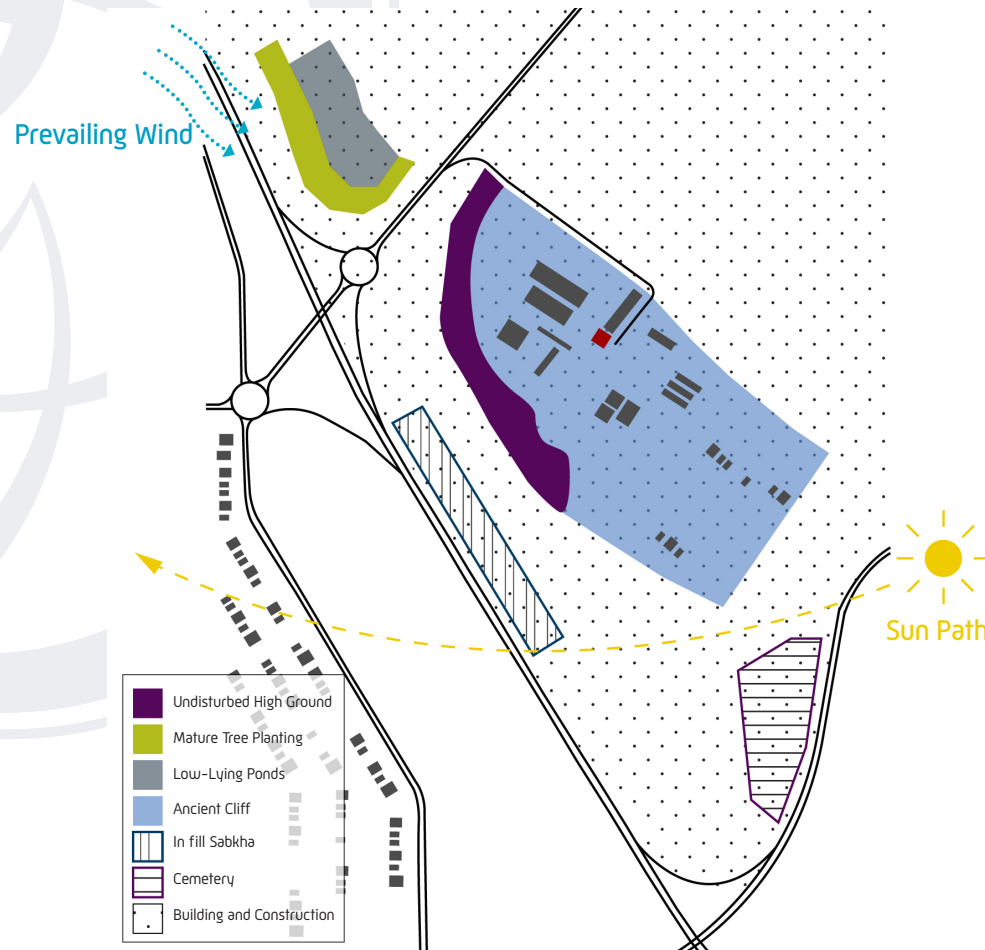 Prevailing Wind
Sun Path
Undisturbed High Ground
Mature Tree Planting
Low-Lying Ponds
Ancient Cliff
In fill Sabkha
Cemetery
Building and Construction